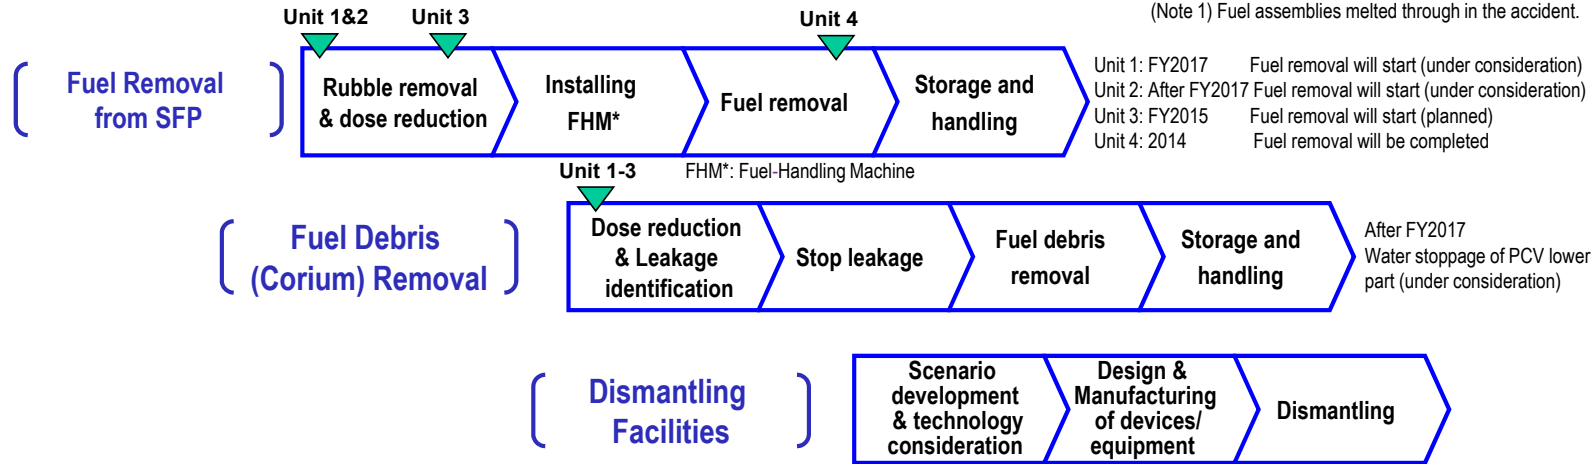 (Note 1) Fuel assemblies melted through in the accident.
Unit 1&2
Unit 3
Unit 4
Fuel Removal
from SFP
Rubble removal
& dose reduction
Installing
FHM*
Fuel removal
Storage and
handling
Unit 1: FY2017 Fuel removal will start (under consideration)
Unit 2: After FY2017 Fuel removal will start (under consideration)
Unit 3: FY2015 Fuel removal will start (planned)
Unit 4: 2014 Fuel removal will be completed
Unit 1-3
FHM*: Fuel-Handling Machine
Fuel Debris
(Corium) Removal
Dose reduction
& Leakage
identification
Stop leakage
Fuel debris
removal
Storage and
handling
After FY2017
Water stoppage of PCV lower
part (under consideration)
Dismantling
Facilities
Scenario
development
& technology
consideration
Design &
Manufacturing
of devices/
equipment
Dismantling